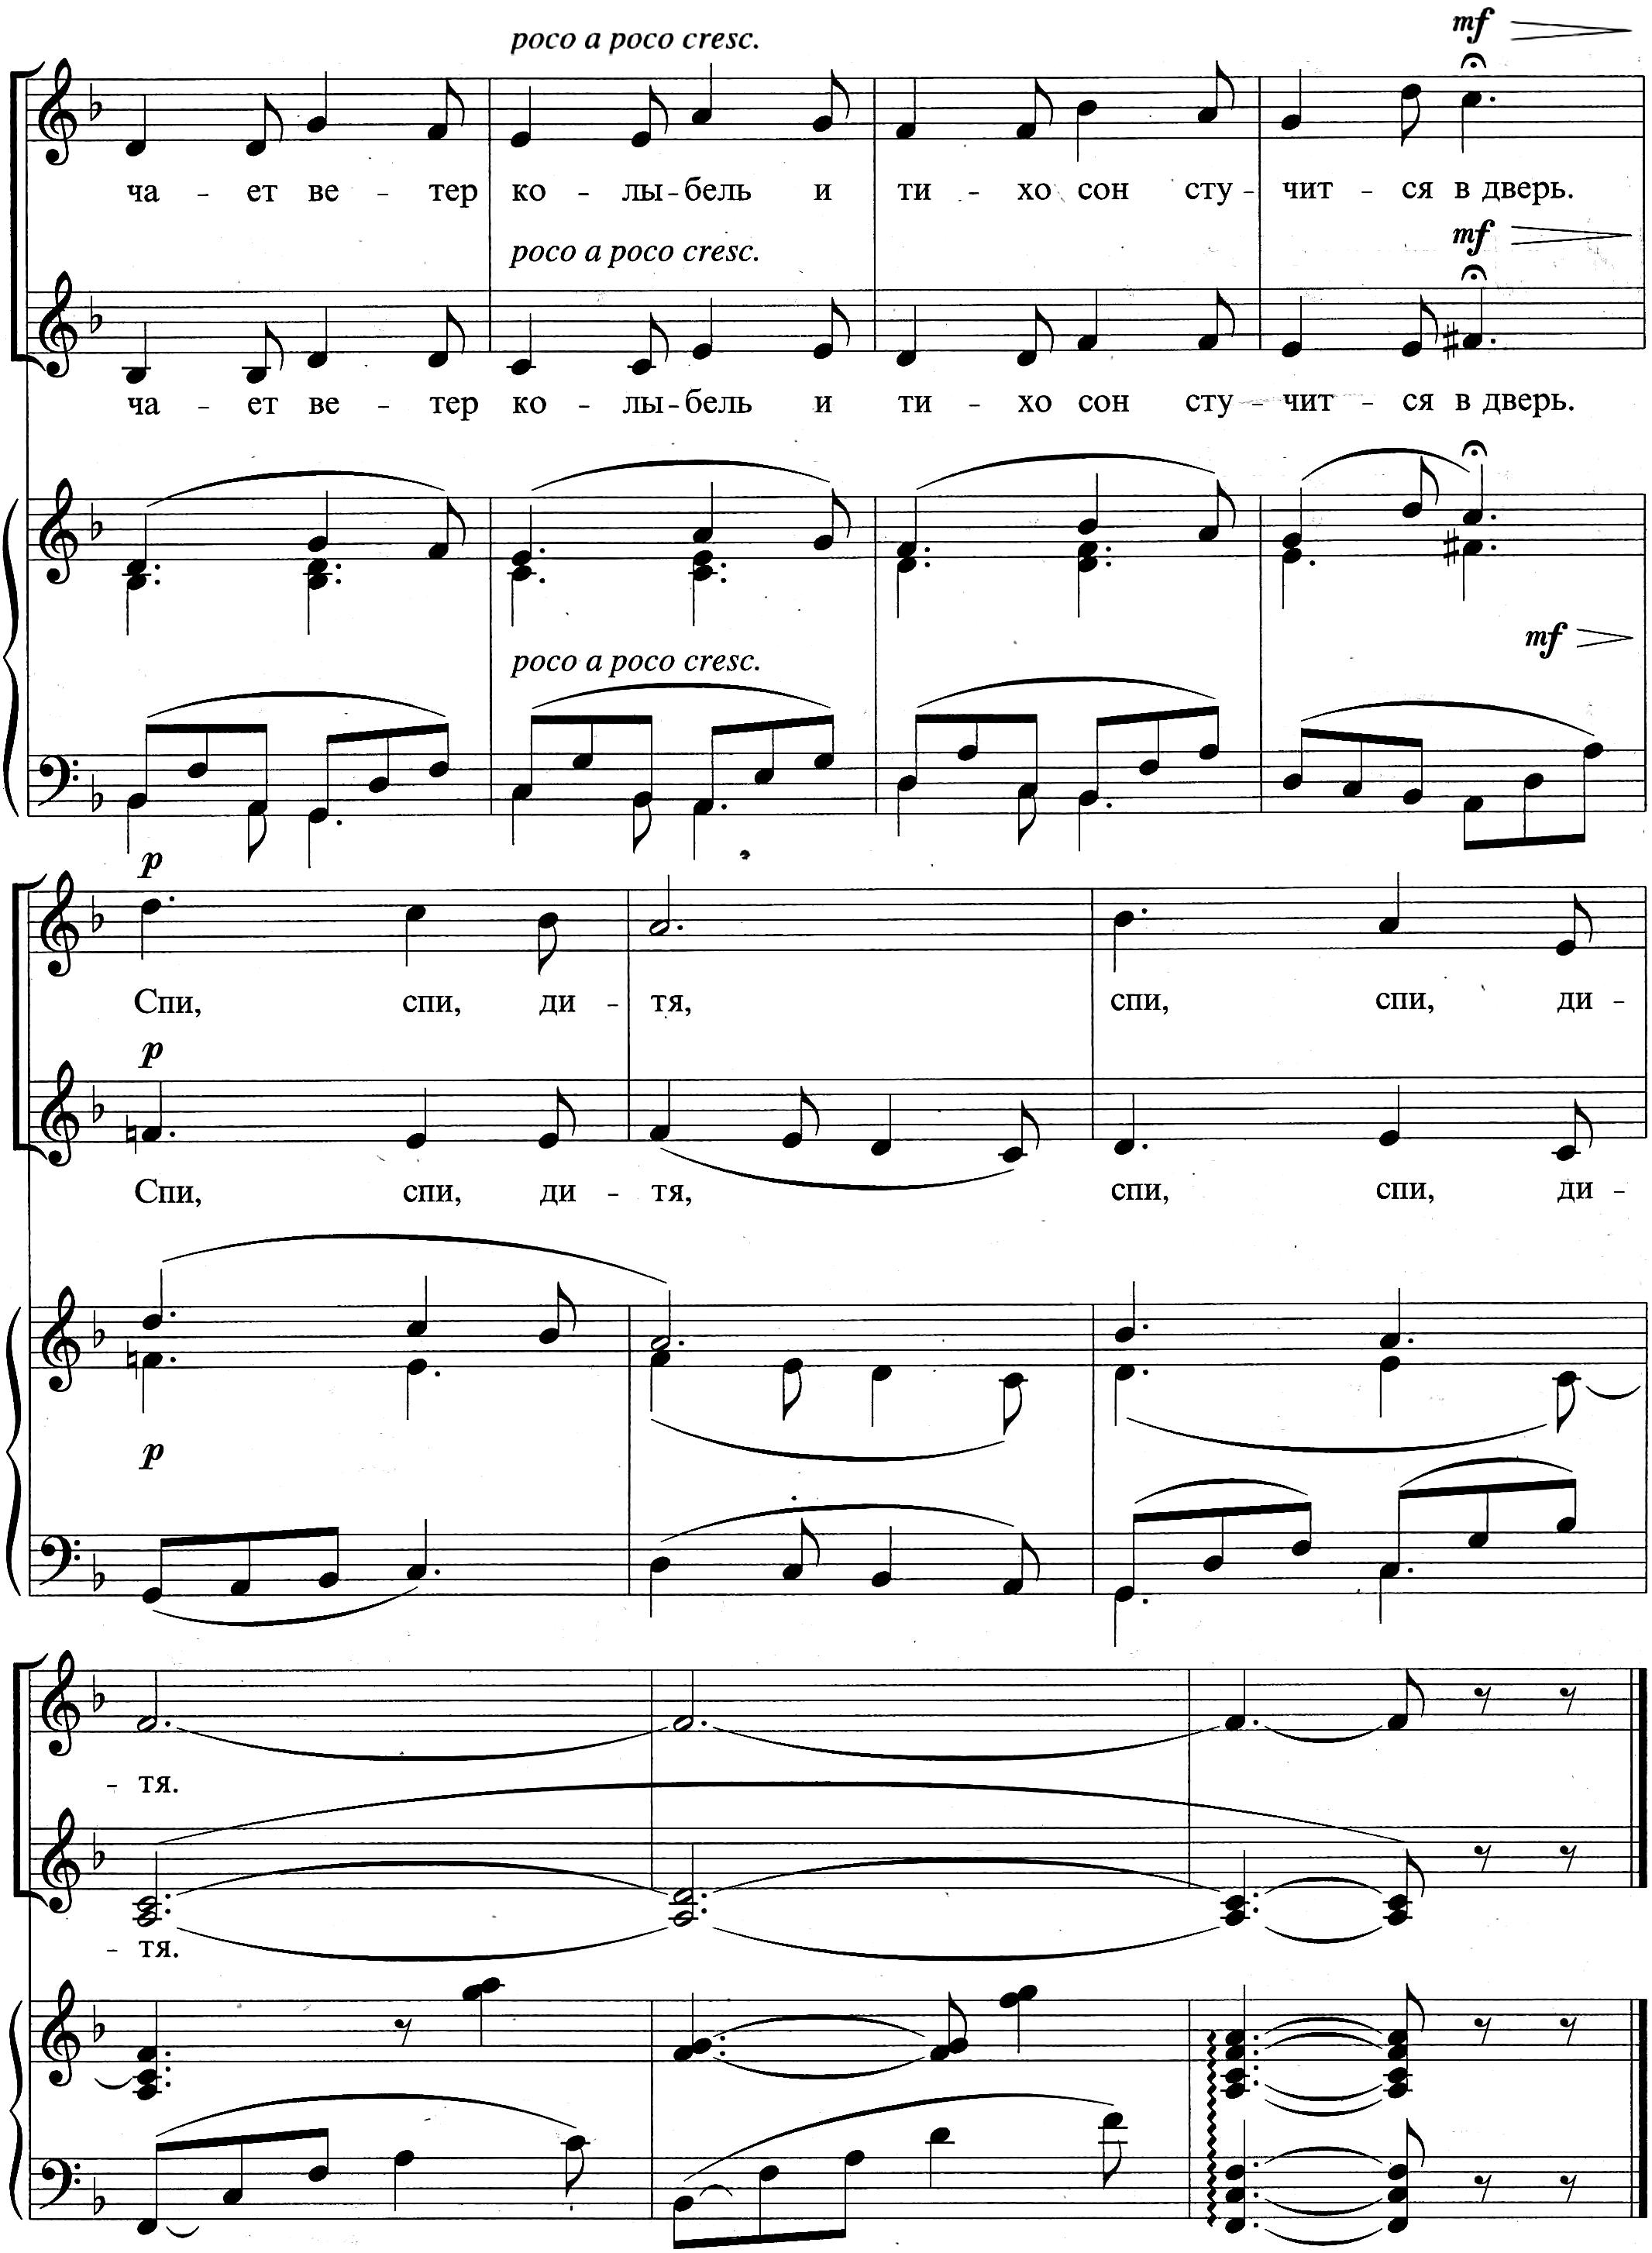 poco a poco cresc. mf
ча - ет ве - тер ко - лы - бель и ти - хо сон сту - чит - ся в дверь.
poco a poco cresc. mf
ча - ет ве - тер ко - лы - бель и ти - хо сон сту - чит - ся в дверь.
mf
poco a poco cresc.
p
Спи, спи, ди - тя, спи, спи, ди -
p
Спи, спи, ди - тя, спи, спи, ди -
p
- тя.
- тя.